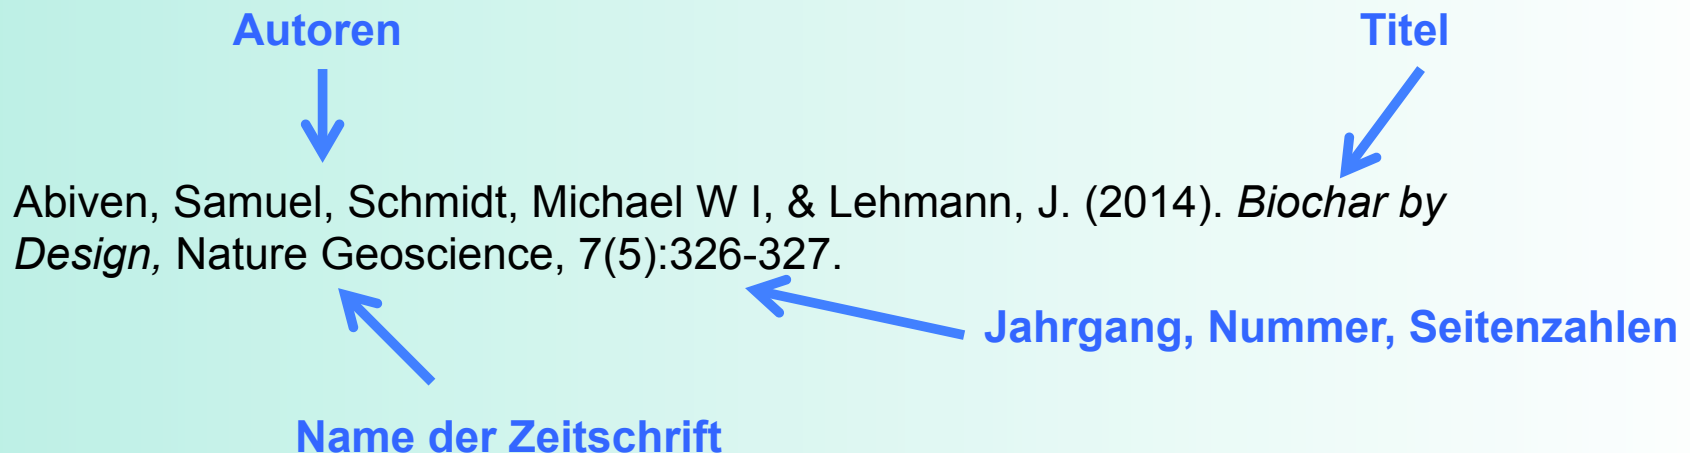 Autoren
Titel
Abiven, Samuel, Schmidt, Michael W I, & Lehmann, J. (2014). Biochar by
Design, Nature Geoscience, 7(5):326-327.
Jahrgang, Nummer, Seitenzahlen
Name der Zeitschrift